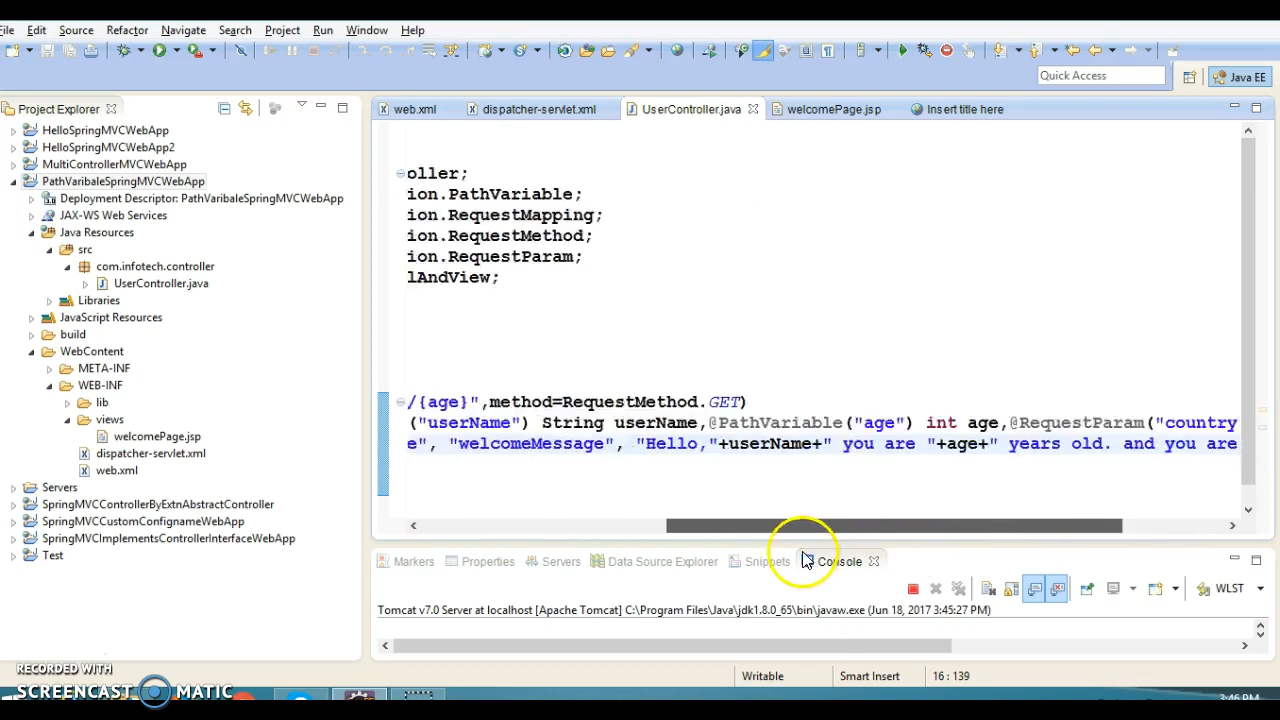 File Edit Source Refactor Navigate Search Project Run Window Help
Quick Access
Java EE
Project Explorer
HelloSpringMVCWebApp
HelloSpringMVCWebApp2
MultiControllerMVCWebApp
PathVaribaleSpringMVCWebApp
Deployment Descriptor: PathVaribaleSpringMVCWebApp
JAX-WS Web Services
Java Resources
src
com.infotech.controller
UserController.java
Libraries
JavaScript Resources
build
WebContent
META-INF
WEB-INF
lib
views
welcomePage.jsp
dispatcher-servlet.xml
web.xml
Servers
SpringMVCControllerByExtnAbstractController
SpringMVCCustomConfignameWebApp
SpringMVCImplementsControllerInterfaceWebApp
Test
web.xml dispatcher-servlet.xml UserController.java welcomePage.jsp Insert title here
oller;
ion.PathVariable;
ion.RequestMapping;
ion.RequestMethod;
ion.RequestParam;
lAndView;
/{age}",method=RequestMethod.GET)
("userName") String userName,@PathVariable("age") int age,@RequestParam("country
e", "welcomeMessage", "Hello,"+userName+" you are "+age+" years old. and you are
Markers Properties Servers Data Source Explorer Snippets Console
WLST
Tomcat v7.0 Server at localhost [Apache Tomcat] C:\Program Files\Java\jdk1.8.0_65\bin\javaw.exe (Jun 18, 2017 3:45:27 PM)
Writable Smart Insert 16 : 139
RECORDED WITH
SCREENCAST MATIC
3:46 PM